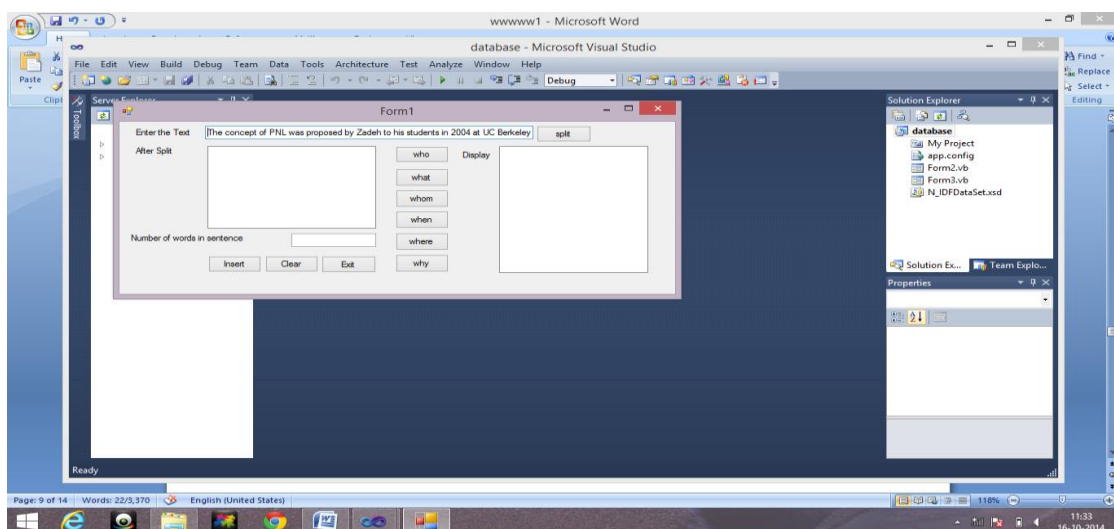 wwwww1 - Microsoft Word
database - Microsoft Visual Studio
File Edit View Build Debug Team Data Tools Architecture Test Analyze Window Help
Paste
Find
Replace
Select
Editing
Debug
Toolbox
Form1
Enter the Text The concept of PNL was proposed by Zadeh to his students in 2004 at UC Berkeley split
After Split who Display
what
whom
when
Number of words in sentence where
Insert Clear Exit why
Solution Explorer
database
My Project
app.config
Form2.vb
Form3.vb
N_IDFDataSet.xsd
Solution Ex... Team Explo...
Properties
Ready
Page: 9 of 14 Words: 22/3,370 English (United States) 118%
11:33
16-10-2014